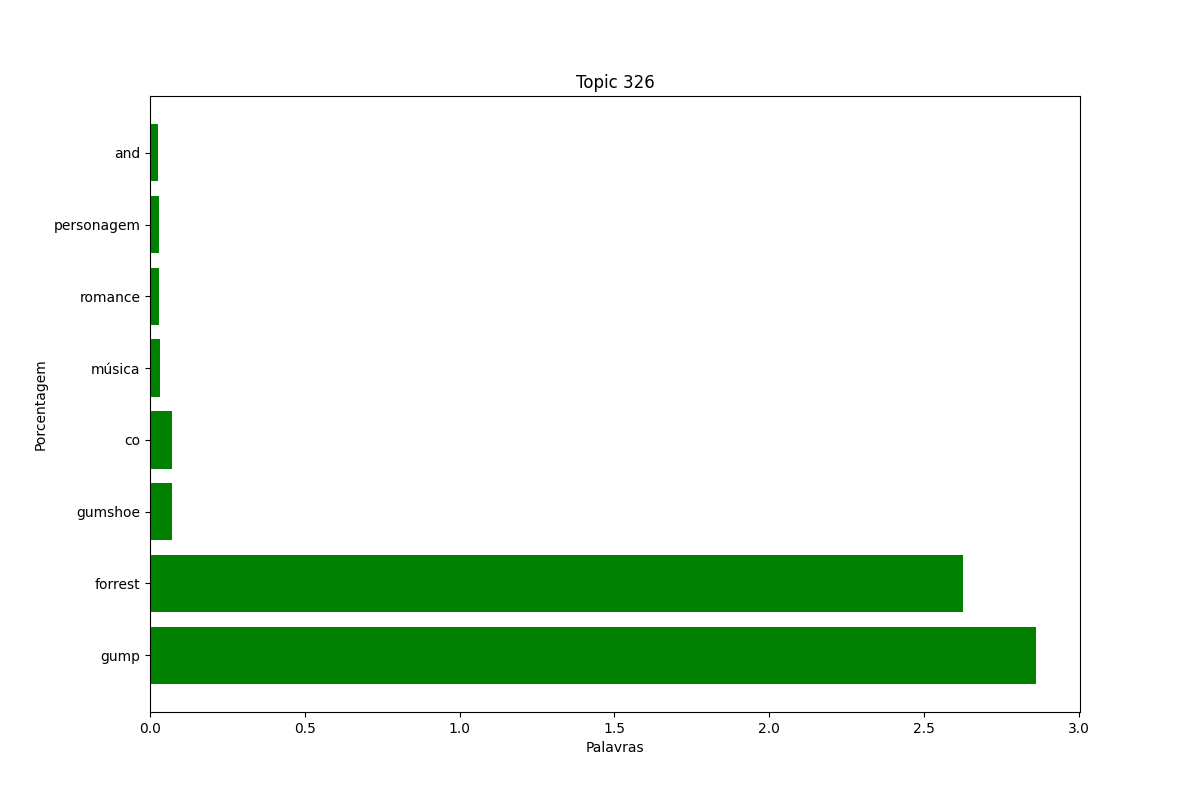 Topic 326
and
personagem
romance
música
co
gumshoe
forrest
gump
Porcentagem
0.0 0.5 1.0 1.5 2.0 2.5 3.0
Palavras